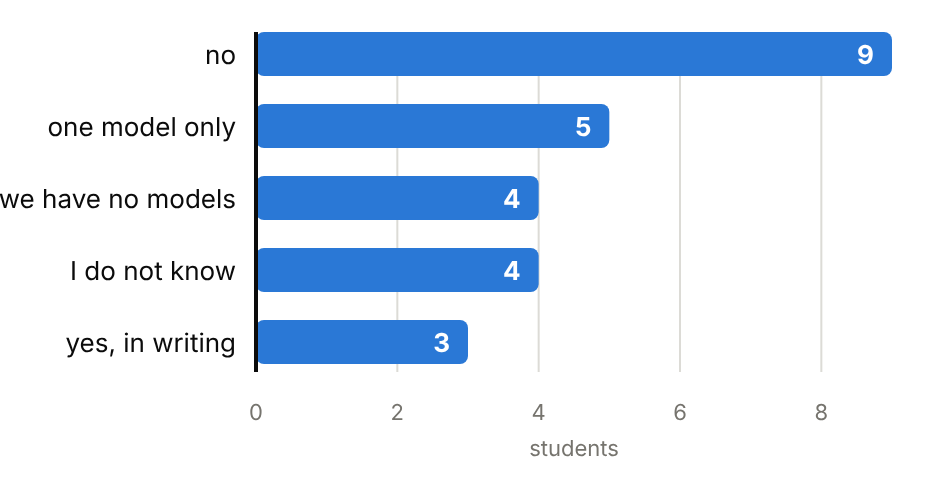 no 9
one model only 5
we have no models 4
I do not know 4
yes, in writing 3
0 2 4 6 8
students